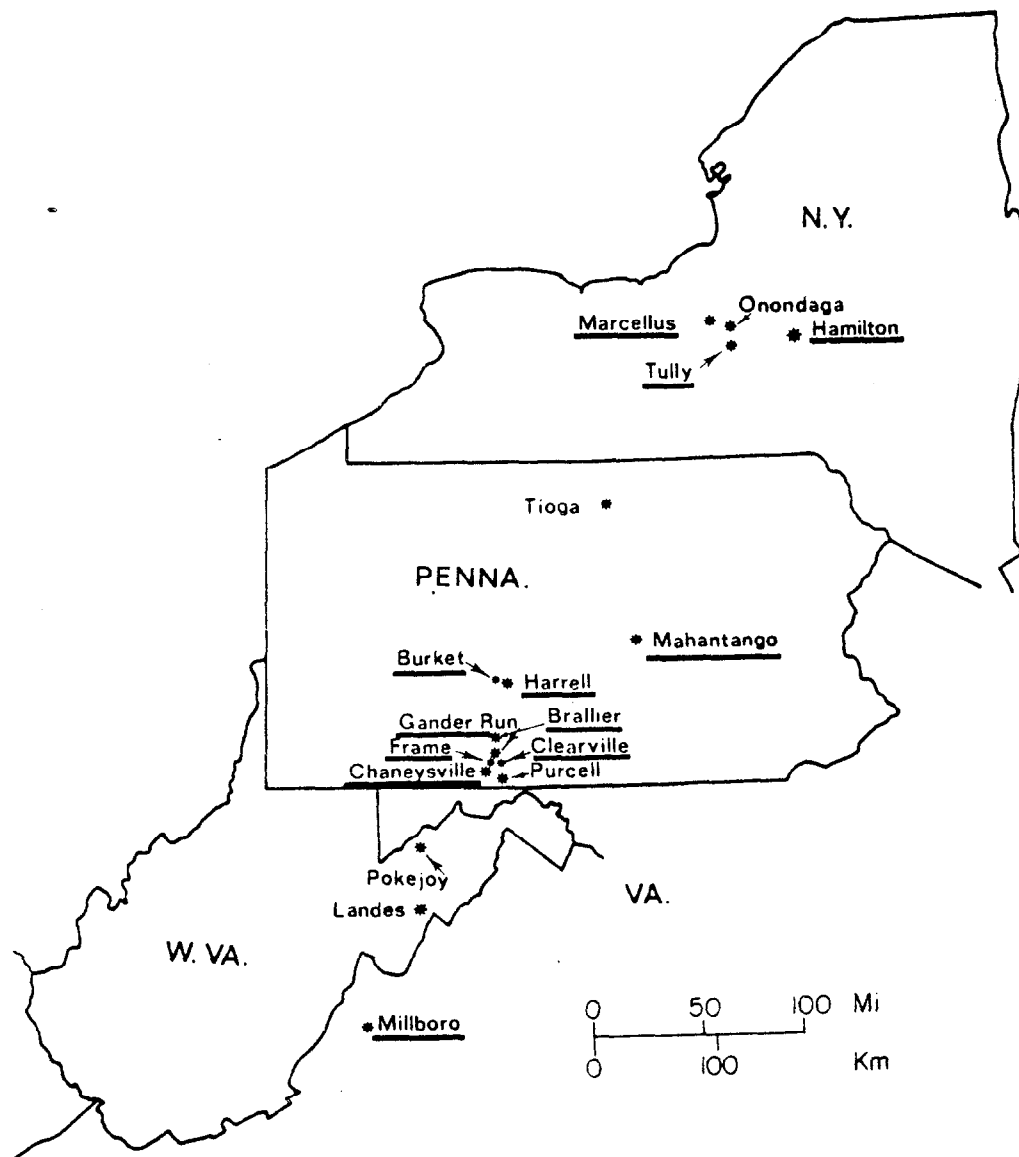 N.Y.
Onondaga
Marcellus
Hamilton
Tully
Tioga
PENNA.
Mahantango
Burket
Harrell
Brallier
Gander Run
Frame
Clearville
Chaneysville
Purcell
Pokejoy
VA.
Landes
W. VA.
Millboro
0 50 100 Mi
0 100 Km